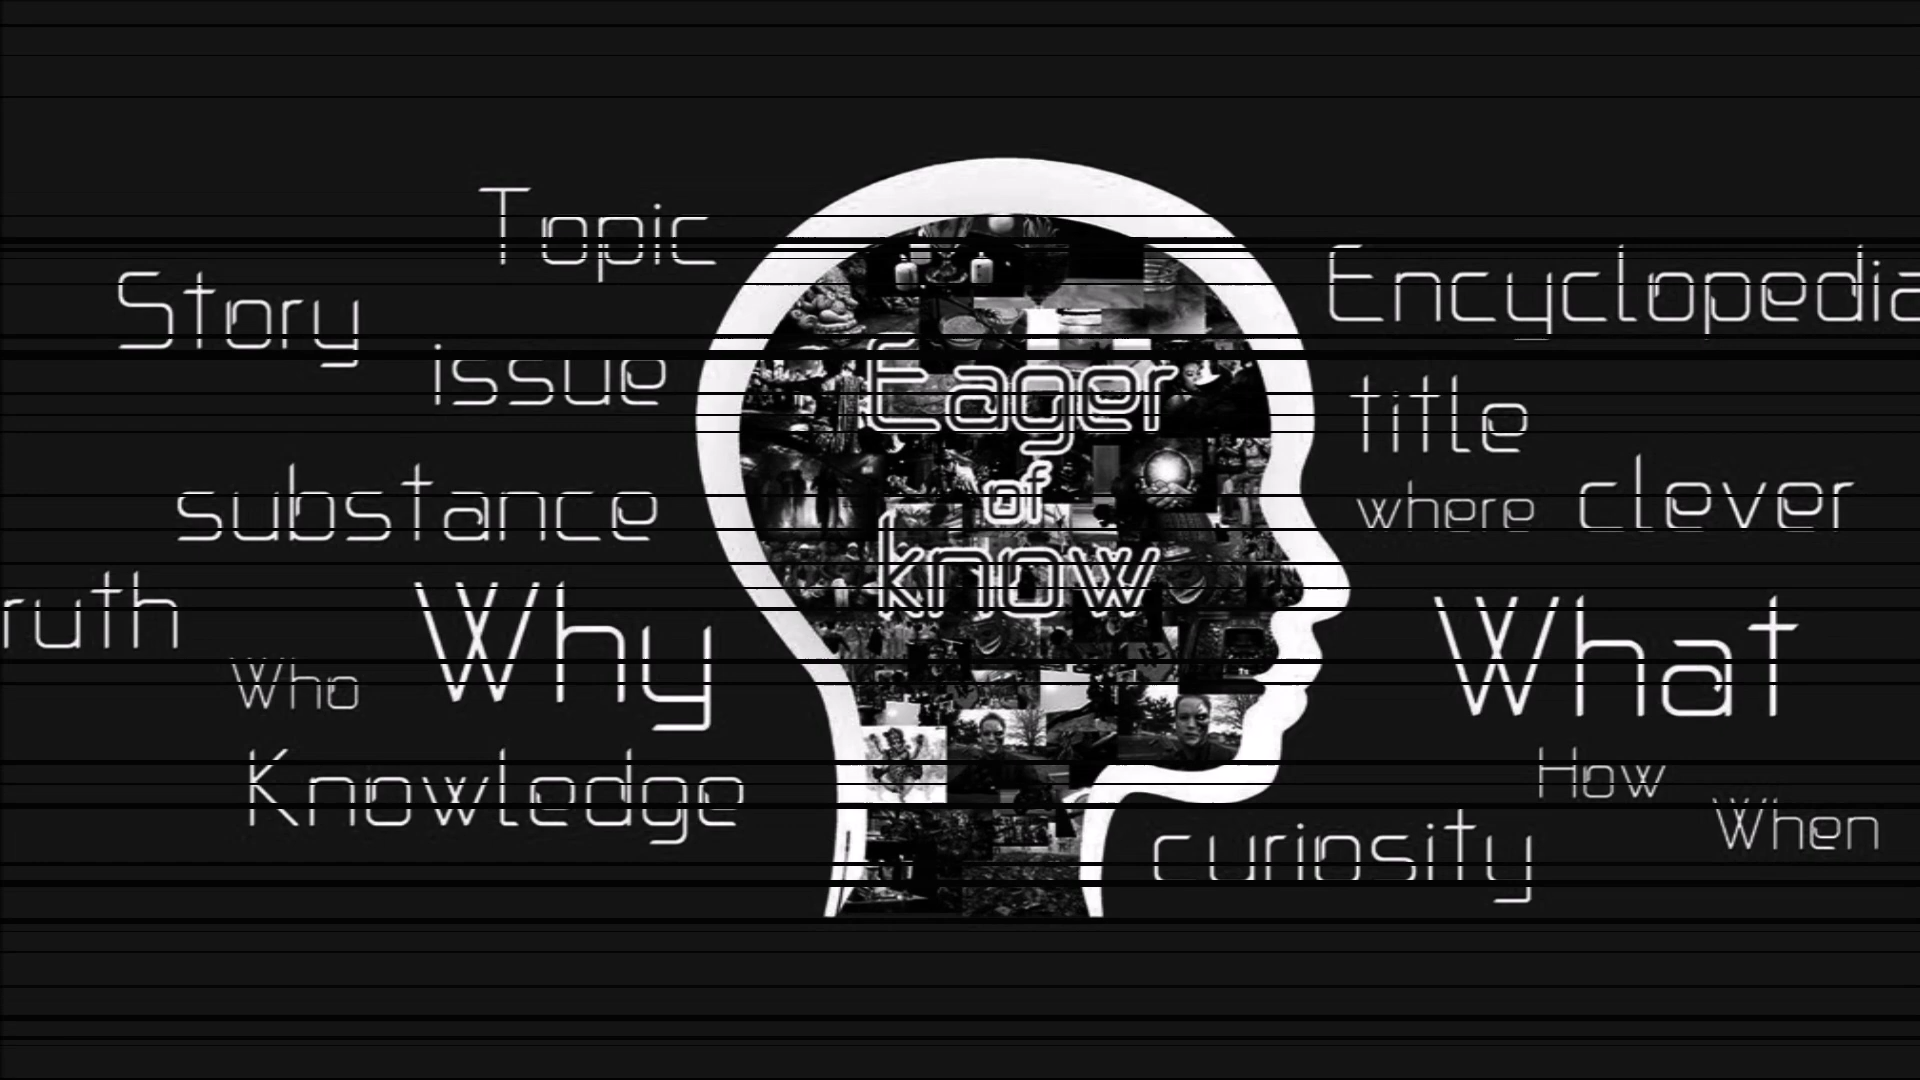 Topic
Story
issue
substance
ruth
Who
Why
Knowledge
Eager
of
know
Encyclopedia
title
where clever
What
How
When
curiosity